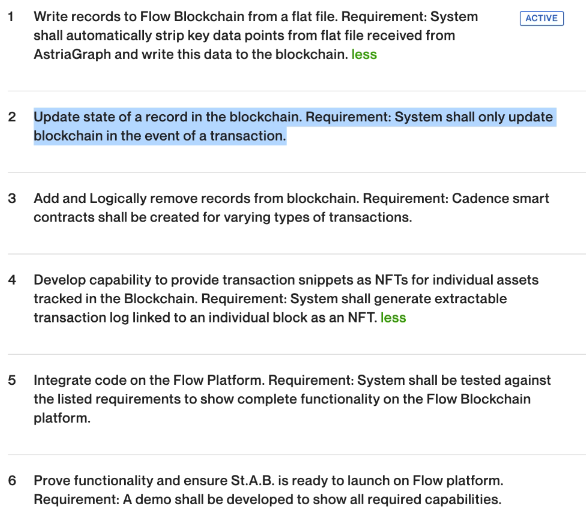 1 Write records to Flow Blockchain from a flat file. Requirement: System ACTIVE
shall automatically strip key data points from flat file received from
AstriaGraph and write this data to the blockchain. less
2 Update state of a record in the blockchain. Requirement: System shall only update
blockchain in the event of a transaction.
3 Add and Logically remove records from blockchain. Requirement: Cadence smart
contracts shall be created for varying types of transactions.
4 Develop capability to provide transaction snippets as NFTs for individual assets
tracked in the Blockchain. Requirement: System shall generate extractable
transaction log linked to an individual block as an NFT. less
5 Integrate code on the Flow Platform. Requirement: System shall be tested against
the listed requirements to show complete functionality on the Flow Blockchain
platform.
6 Prove functionality and ensure St.A.B. is ready to launch on Flow platform.
Requirement: A demo shall be developed to show all required capabilities.